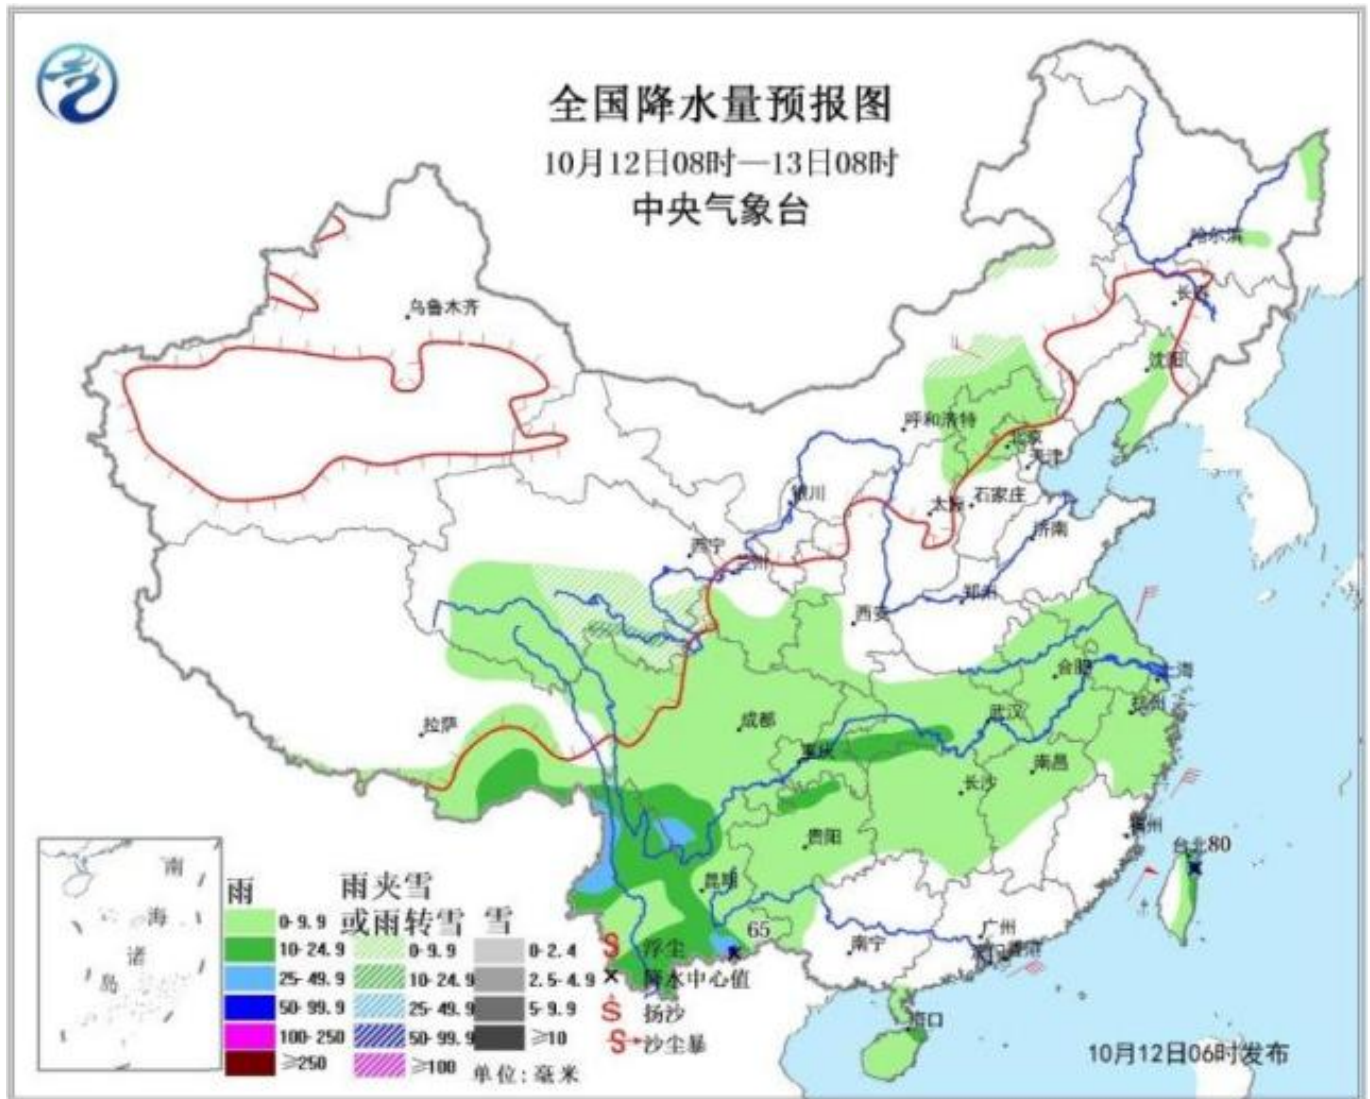 全国降水量预报图
10月12日08时—13日08时
中央气象台
哈尔滨
乌鲁木齐
长春
沈阳
呼和浩特
北京
天津
银川
太原
石家庄
西宁
济南
兰州
郑州
西安
合肥
上海
拉萨
成都
武汉
杭州
重庆
南昌
长沙
贵阳
福州
台北80
昆明
65
广州
南宁
香港
海口
南
海
诸
岛
雨
0-9.9
10-24.9
25-49.9
50-99.9
100-250
≥250
雨夹雪
或雨转雪
0-9.9
10-24.9
25-49.9
50-99.9
≥100
雪
0-2.4
2.5-4.9
5-9.9
≥10
单位:毫米
浮尘
降水中心值
扬沙
沙尘暴
10月12日06时发布